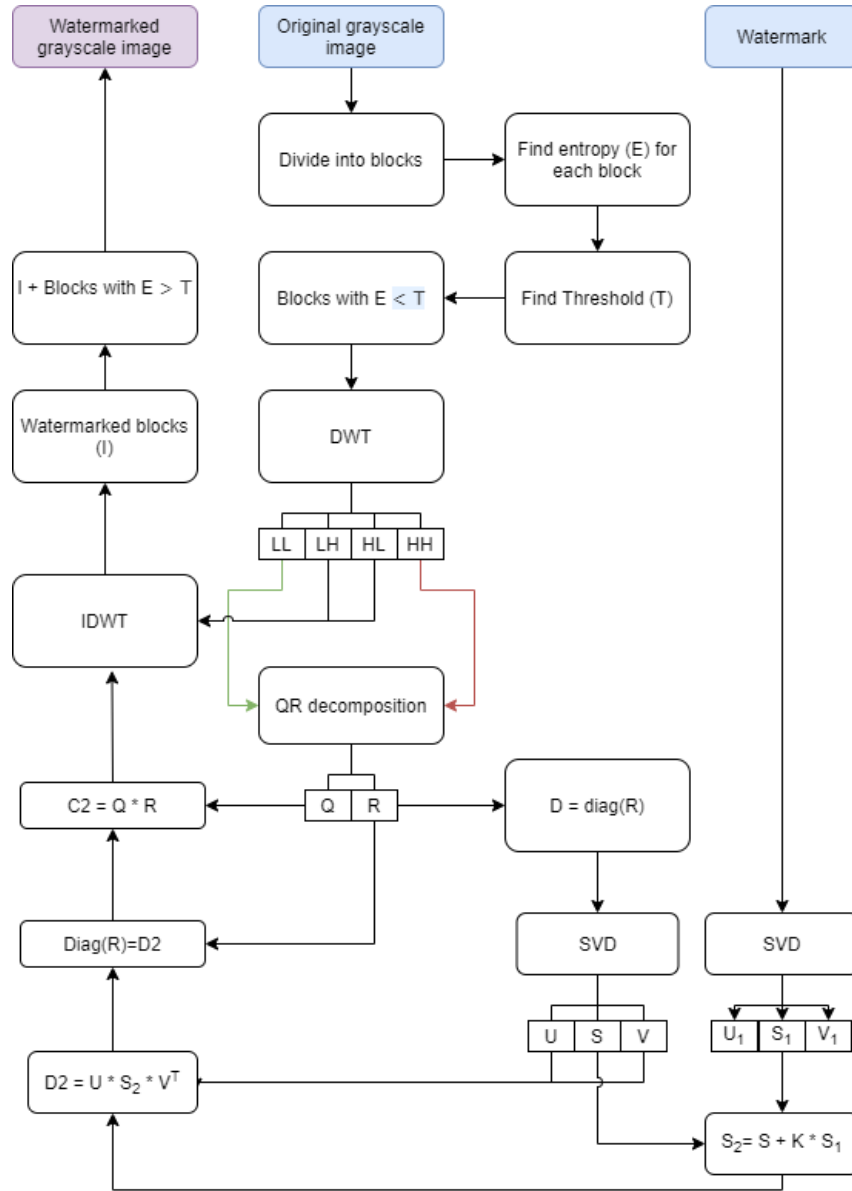 Watermarked
grayscale image
Original grayscale
image
Watermark
Divide into blocks
Find entropy (E) for
each block
I + Blocks with E > T
Blocks with E < T
Find Threshold (T)
Watermarked blocks
(I)
DWT
LL LH HL HH
IDWT
QR decomposition
C2 = Q * R
Q R
D = diag(R)
Diag(R)=D2
SVD
SVD
U S V
U₁ S₁ V₁
D2 = U * S₂ * Vᵀ
S₂= S + K * S₁